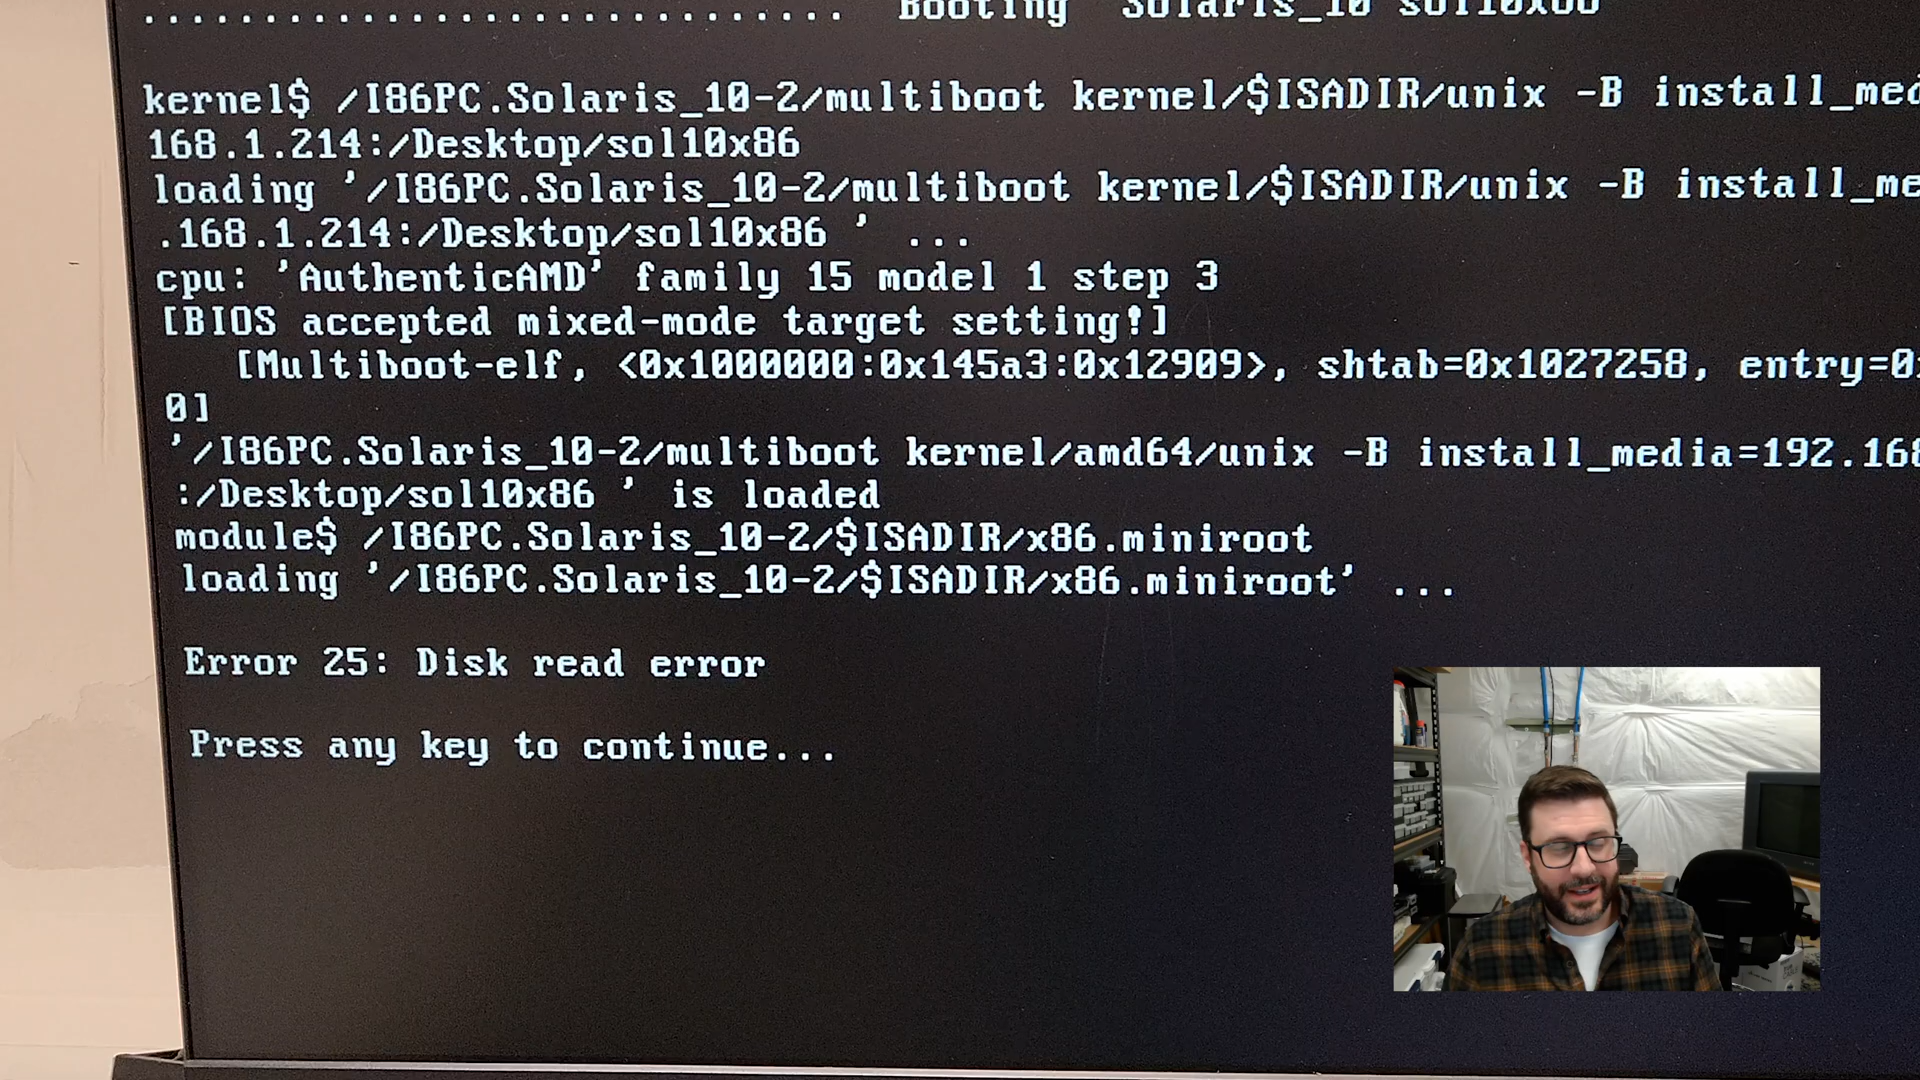 .............................. Booting 'Solaris_10 sol10x86
kernel$ /I86PC.Solaris_10-2/multiboot kernel/$ISADIR/unix -B install_med
168.1.214:/Desktop/sol10x86
loading '/I86PC.Solaris_10-2/multiboot kernel/$ISADIR/unix -B install_me
.168.1.214:/Desktop/sol10x86 ' ...
cpu: 'AuthenticAMD' family 15 model 1 step 3
[BIOS accepted mixed-mode target setting!]
[Multiboot-elf, <0x1000000:0x145a3:0x12909>, shtab=0x1027258, entry=0x
0]
'/I86PC.Solaris_10-2/multiboot kernel/amd64/unix -B install_media=192.168
:/Desktop/sol10x86 ' is loaded
module$ /I86PC.Solaris_10-2/$ISADIR/x86.miniroot
loading '/I86PC.Solaris_10-2/$ISADIR/x86.miniroot' ...
Error 25: Disk read error
Press any key to continue...